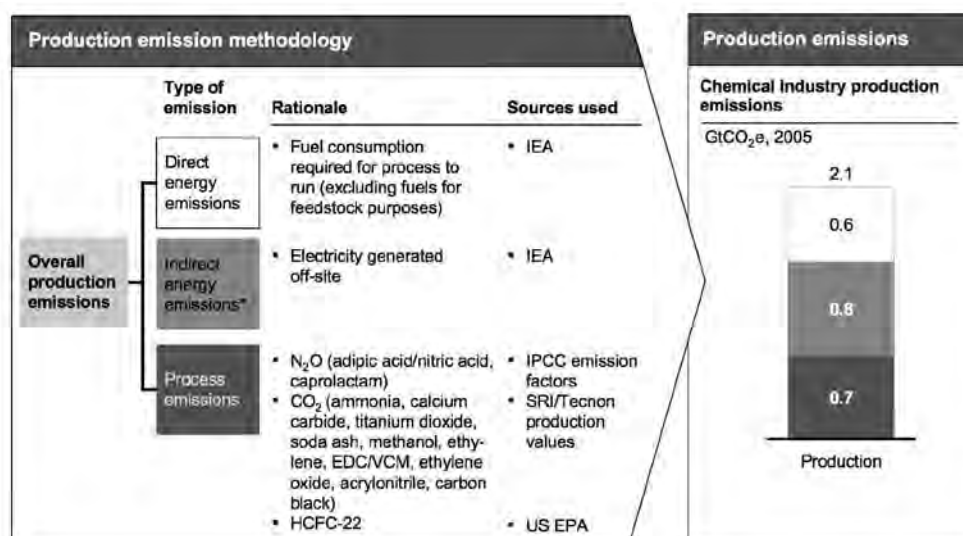 Production emission methodology
Type of
emission
Rationale
Sources used
Direct
energy
emissions
• Fuel consumption
required for process to
run (excluding fuels for
feedstock purposes)
• IEA
Overall
production
emissions
Indirect
energy
emissions*
• Electricity generated
off-site
• IEA
Process
emissions
• N₂O (adipic acid/nitric acid,
caprolactam)
• CO₂ (ammonia, calcium
carbide, titanium dioxide,
soda ash, methanol, ethy-
lene, EDC/VCM, ethylene
oxide, acrylonitrile, carbon
black)
• HCFC-22
• IPCC emission
factors
• SRI/Tecnon
production
values
• US EPA
Production emissions
Chemical Industry production
emissions
GtCO₂e, 2005
2.1
0.6
0.8
0.7
Production